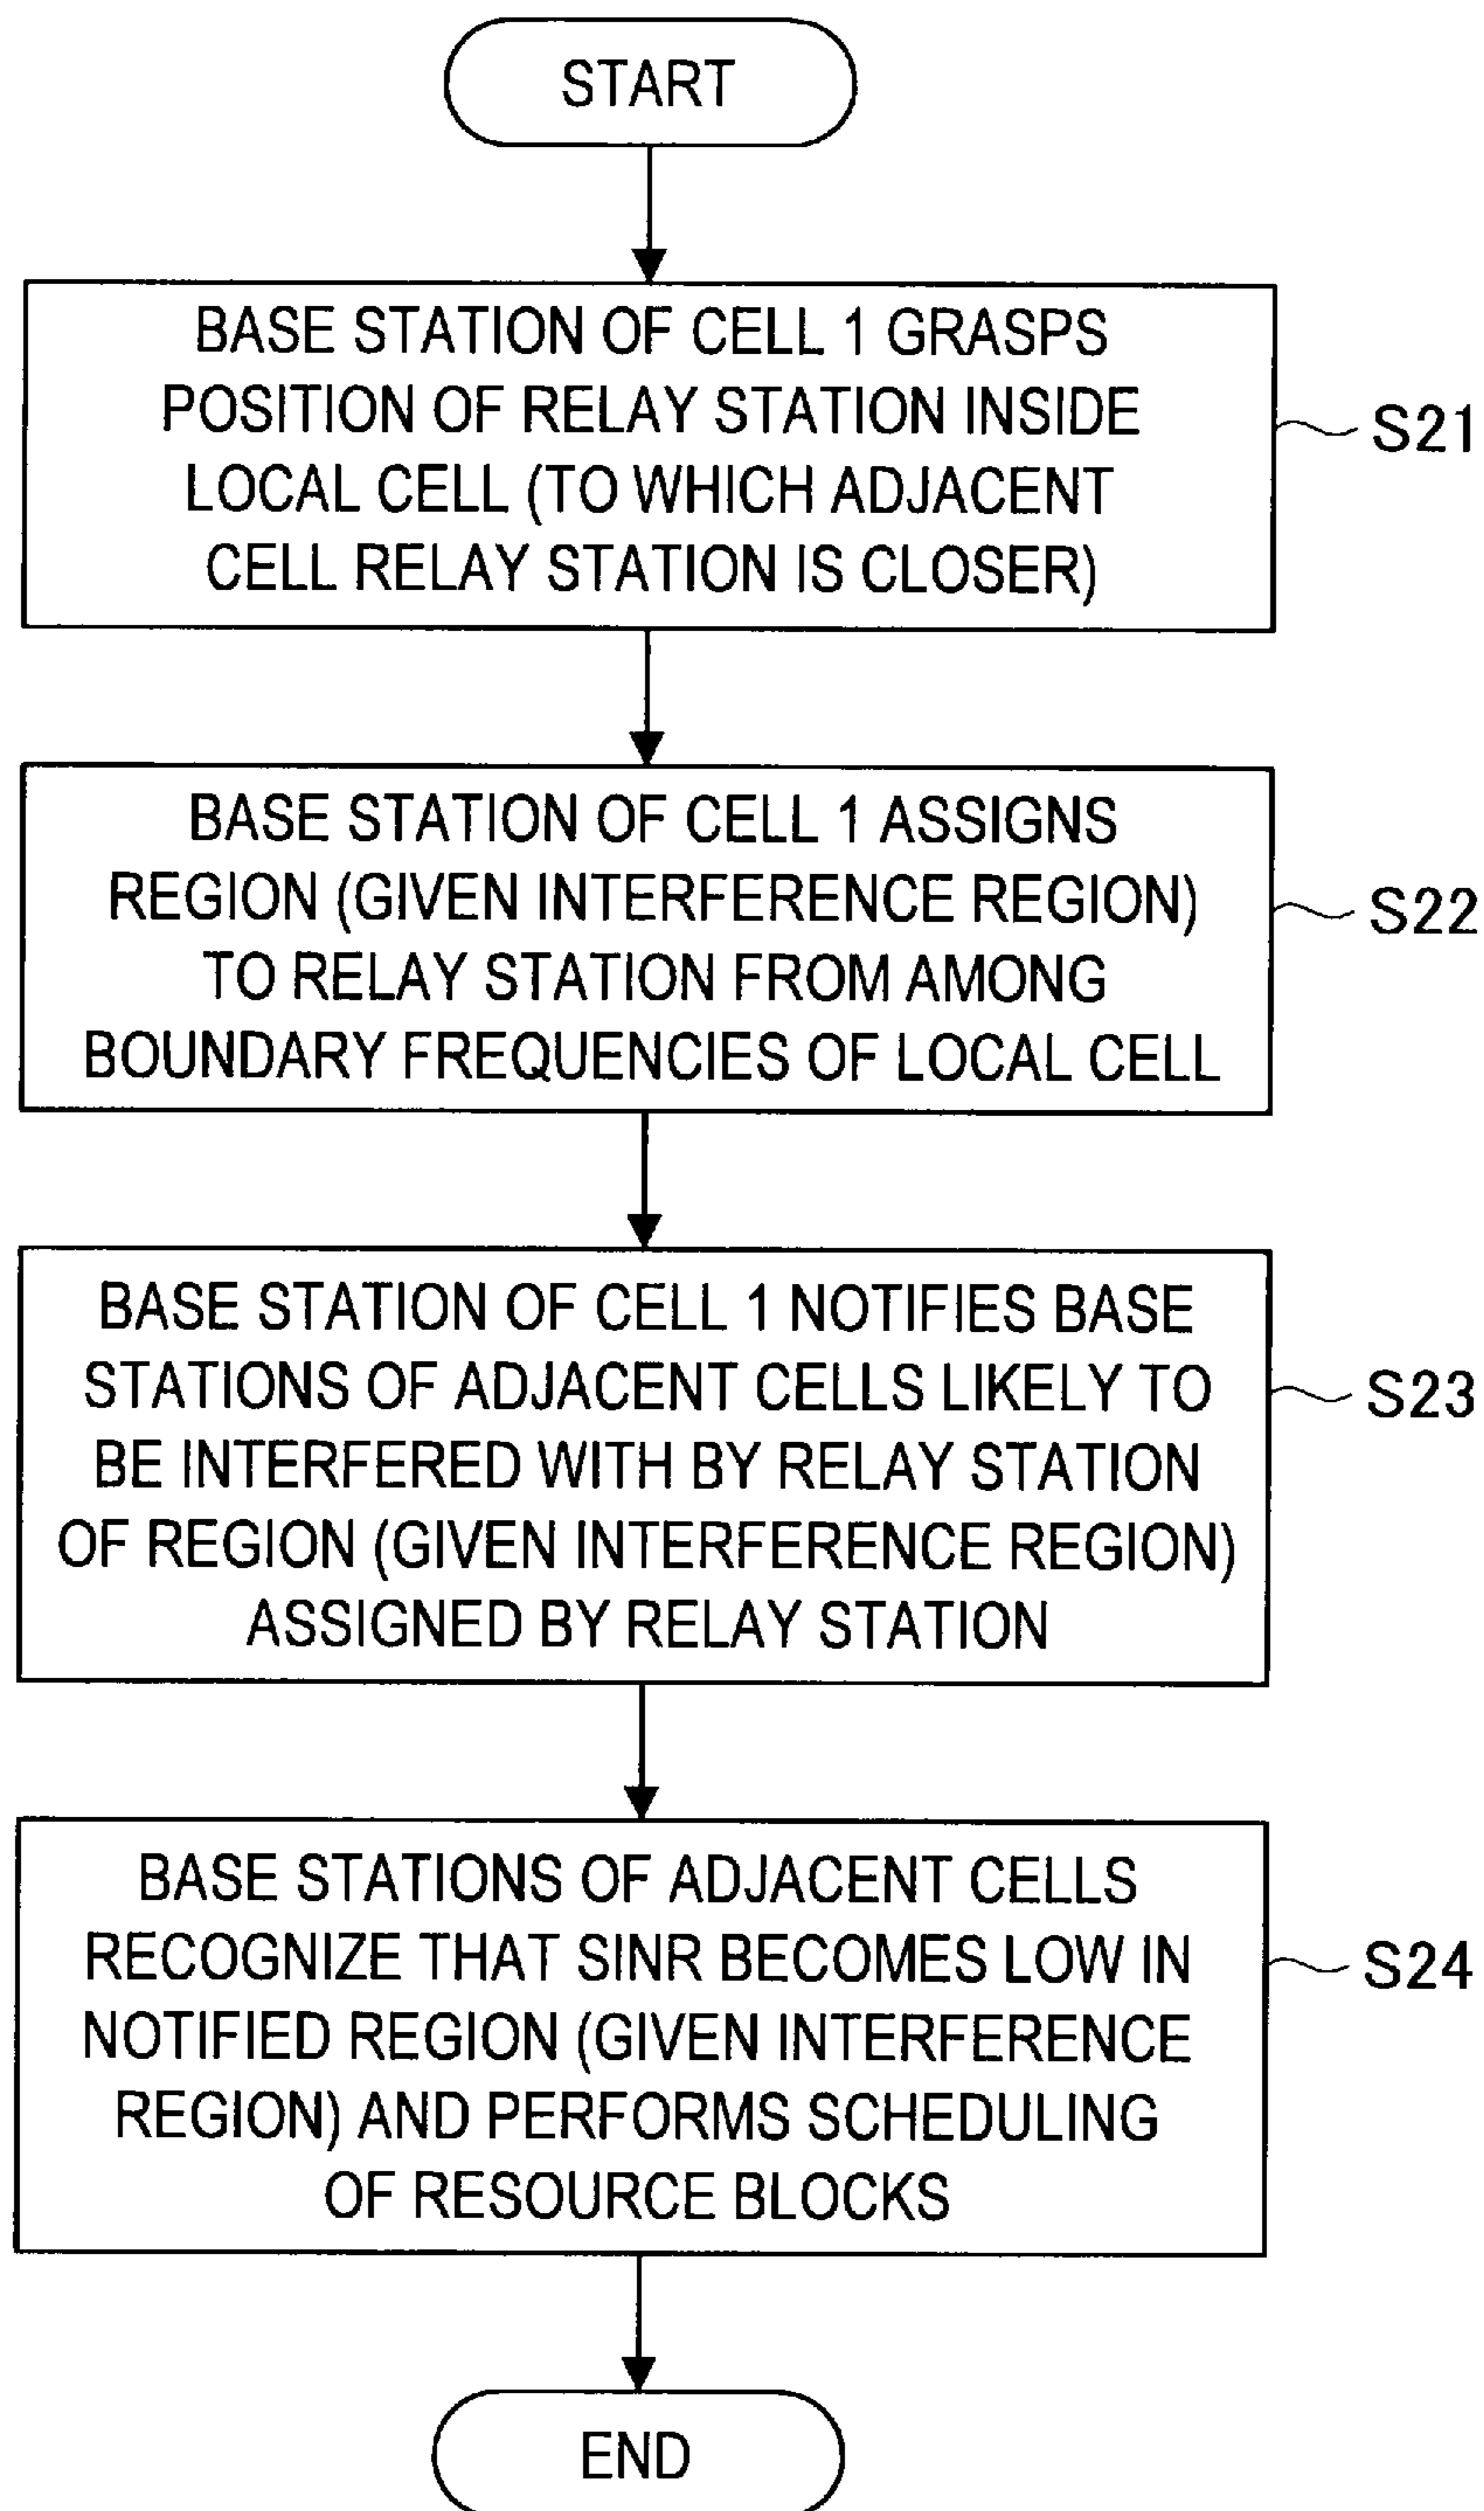 START
BASE STATION OF CELL 1 GRASPS
POSITION OF RELAY STATION INSIDE
LOCAL CELL (TO WHICH ADJACENT
CELL RELAY STATION IS CLOSER)
S21
BASE STATION OF CELL 1 ASSIGNS
REGION (GIVEN INTERFERENCE REGION)
TO RELAY STATION FROM AMONG
BOUNDARY FREQUENCIES OF LOCAL CELL
S22
BASE STATION OF CELL 1 NOTIFIES BASE
STATIONS OF ADJACENT CELLS LIKELY TO
BE INTERFERED WITH BY RELAY STATION
OF REGION (GIVEN INTERFERENCE REGION)
ASSIGNED BY RELAY STATION
S23
BASE STATIONS OF ADJACENT CELLS
RECOGNIZE THAT SINR BECOMES LOW IN
NOTIFIED REGION (GIVEN INTERFERENCE
REGION) AND PERFORMS SCHEDULING
OF RESOURCE BLOCKS
S24
END